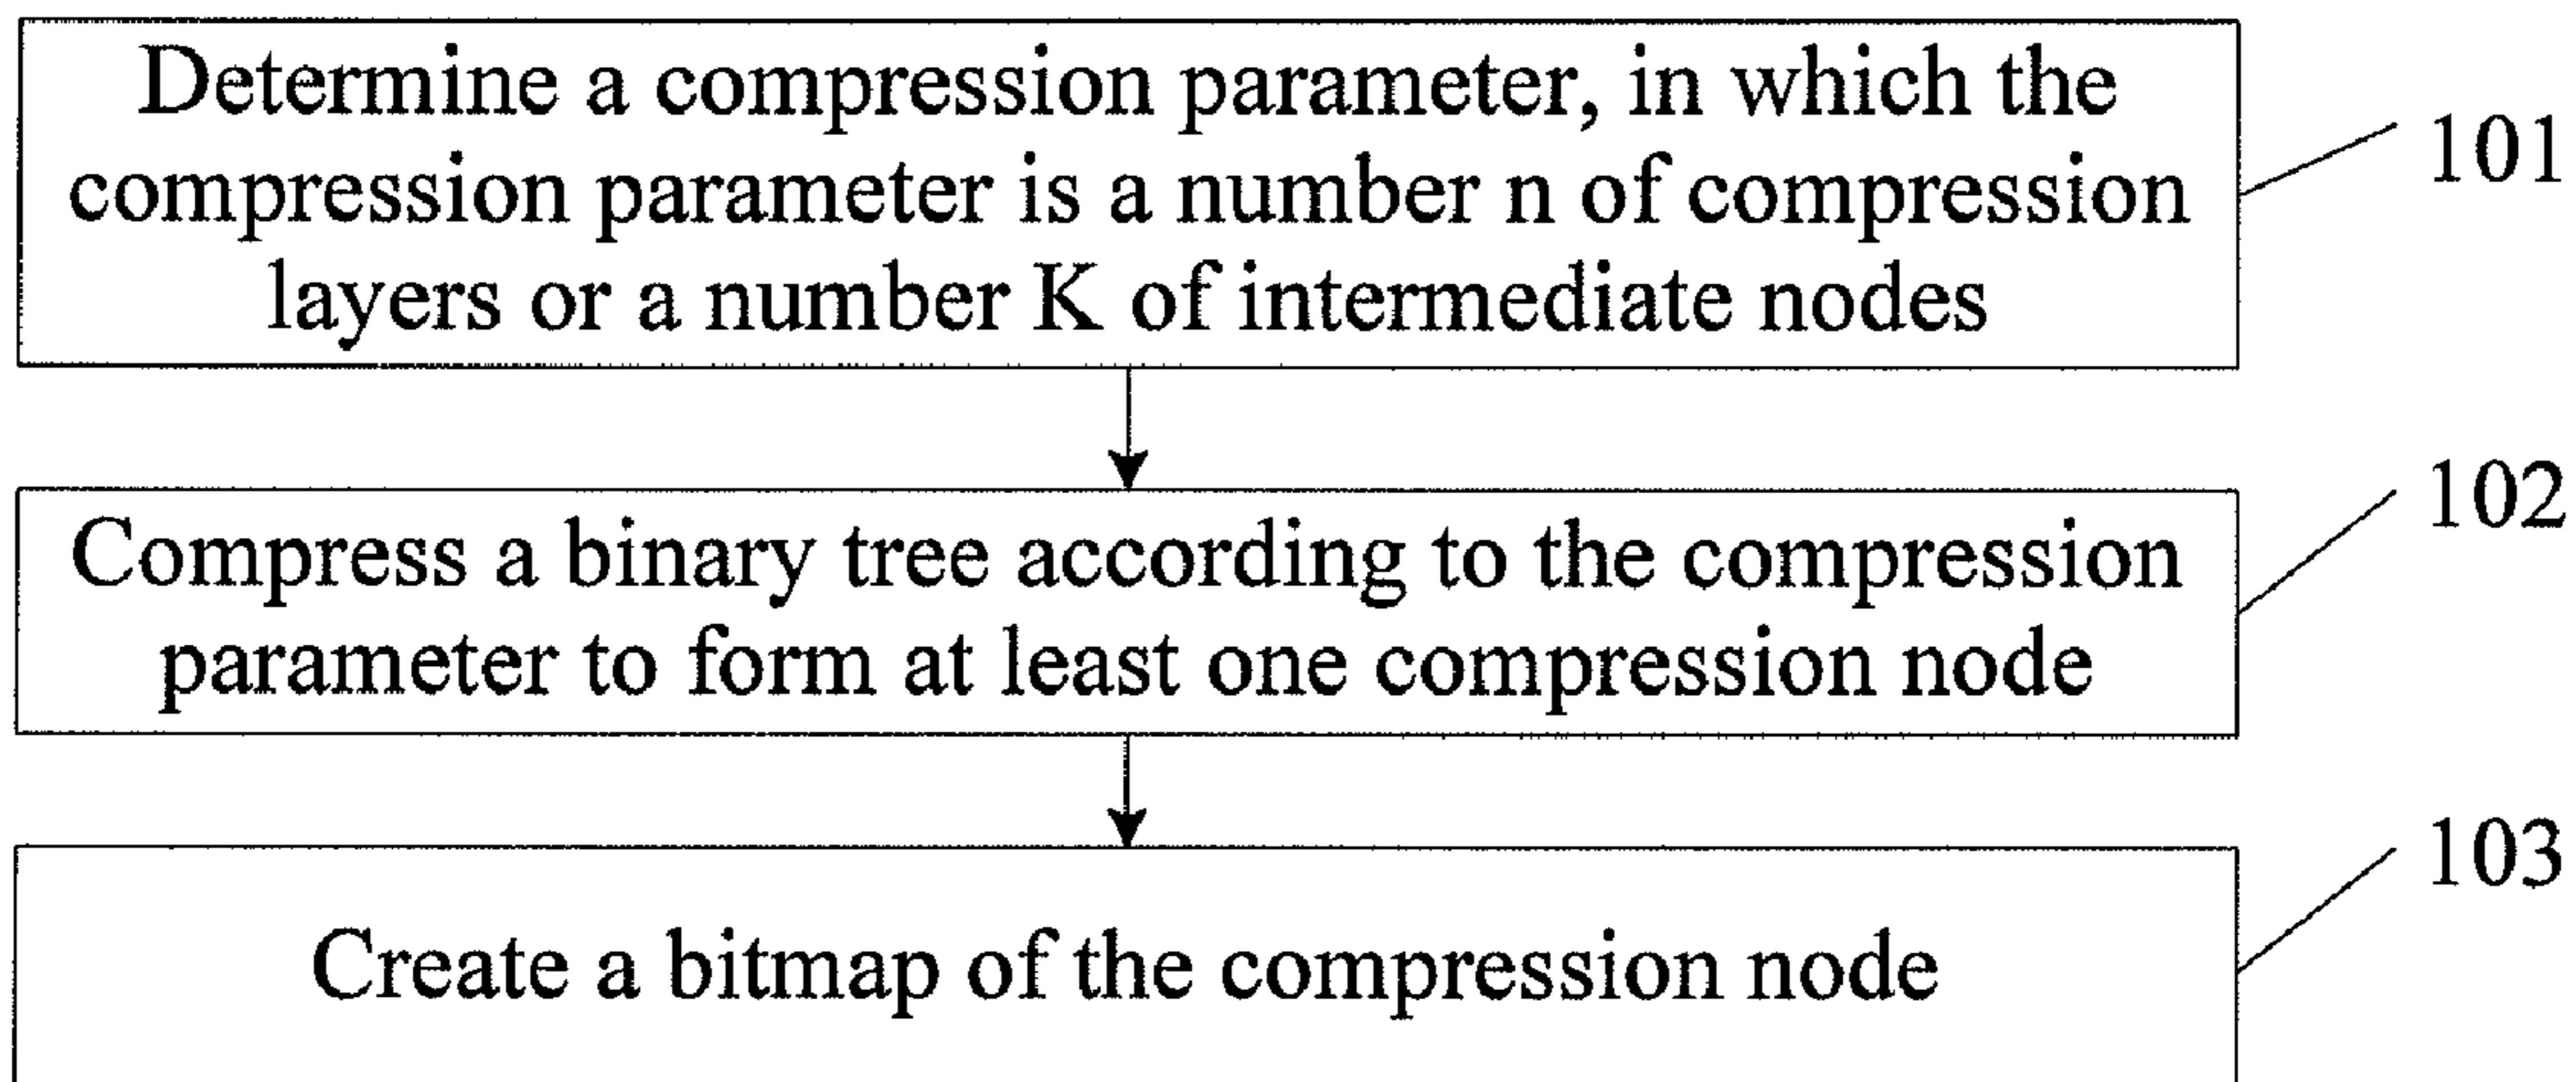 Determine a compression parameter, in which the
compression parameter is a number n of compression
layers or a number K of intermediate nodes
101
Compress a binary tree according to the compression
parameter to form at least one compression node
102
Create a bitmap of the compression node
103